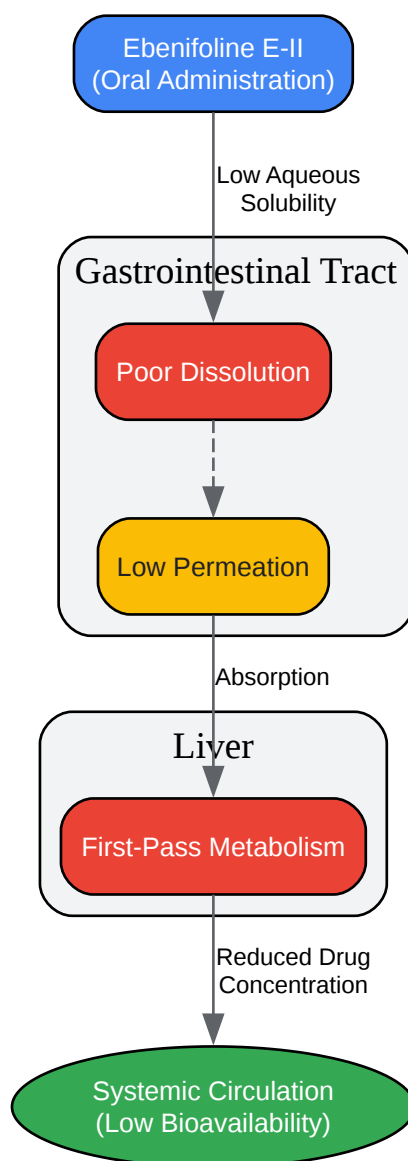 Ebenifoline E-II
(Oral Administration)
Low Aqueous
Solubility
Gastrointestinal Tract
Poor Dissolution
Low Permeation
Absorption
Liver
First-Pass Metabolism
Reduced Drug
Concentration
Systemic Circulation
(Low Bioavailability)